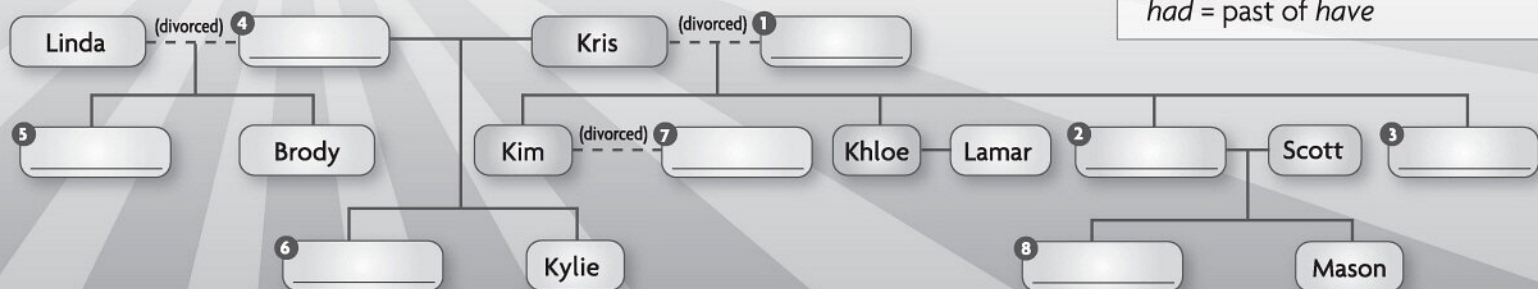 had = past of have
Linda
(divorced)
4
Kris
(divorced)
1
5
Brody
Kim
(divorced)
7
Khloe
Lamar
2
Scott
3
6
Kylie
8
Mason